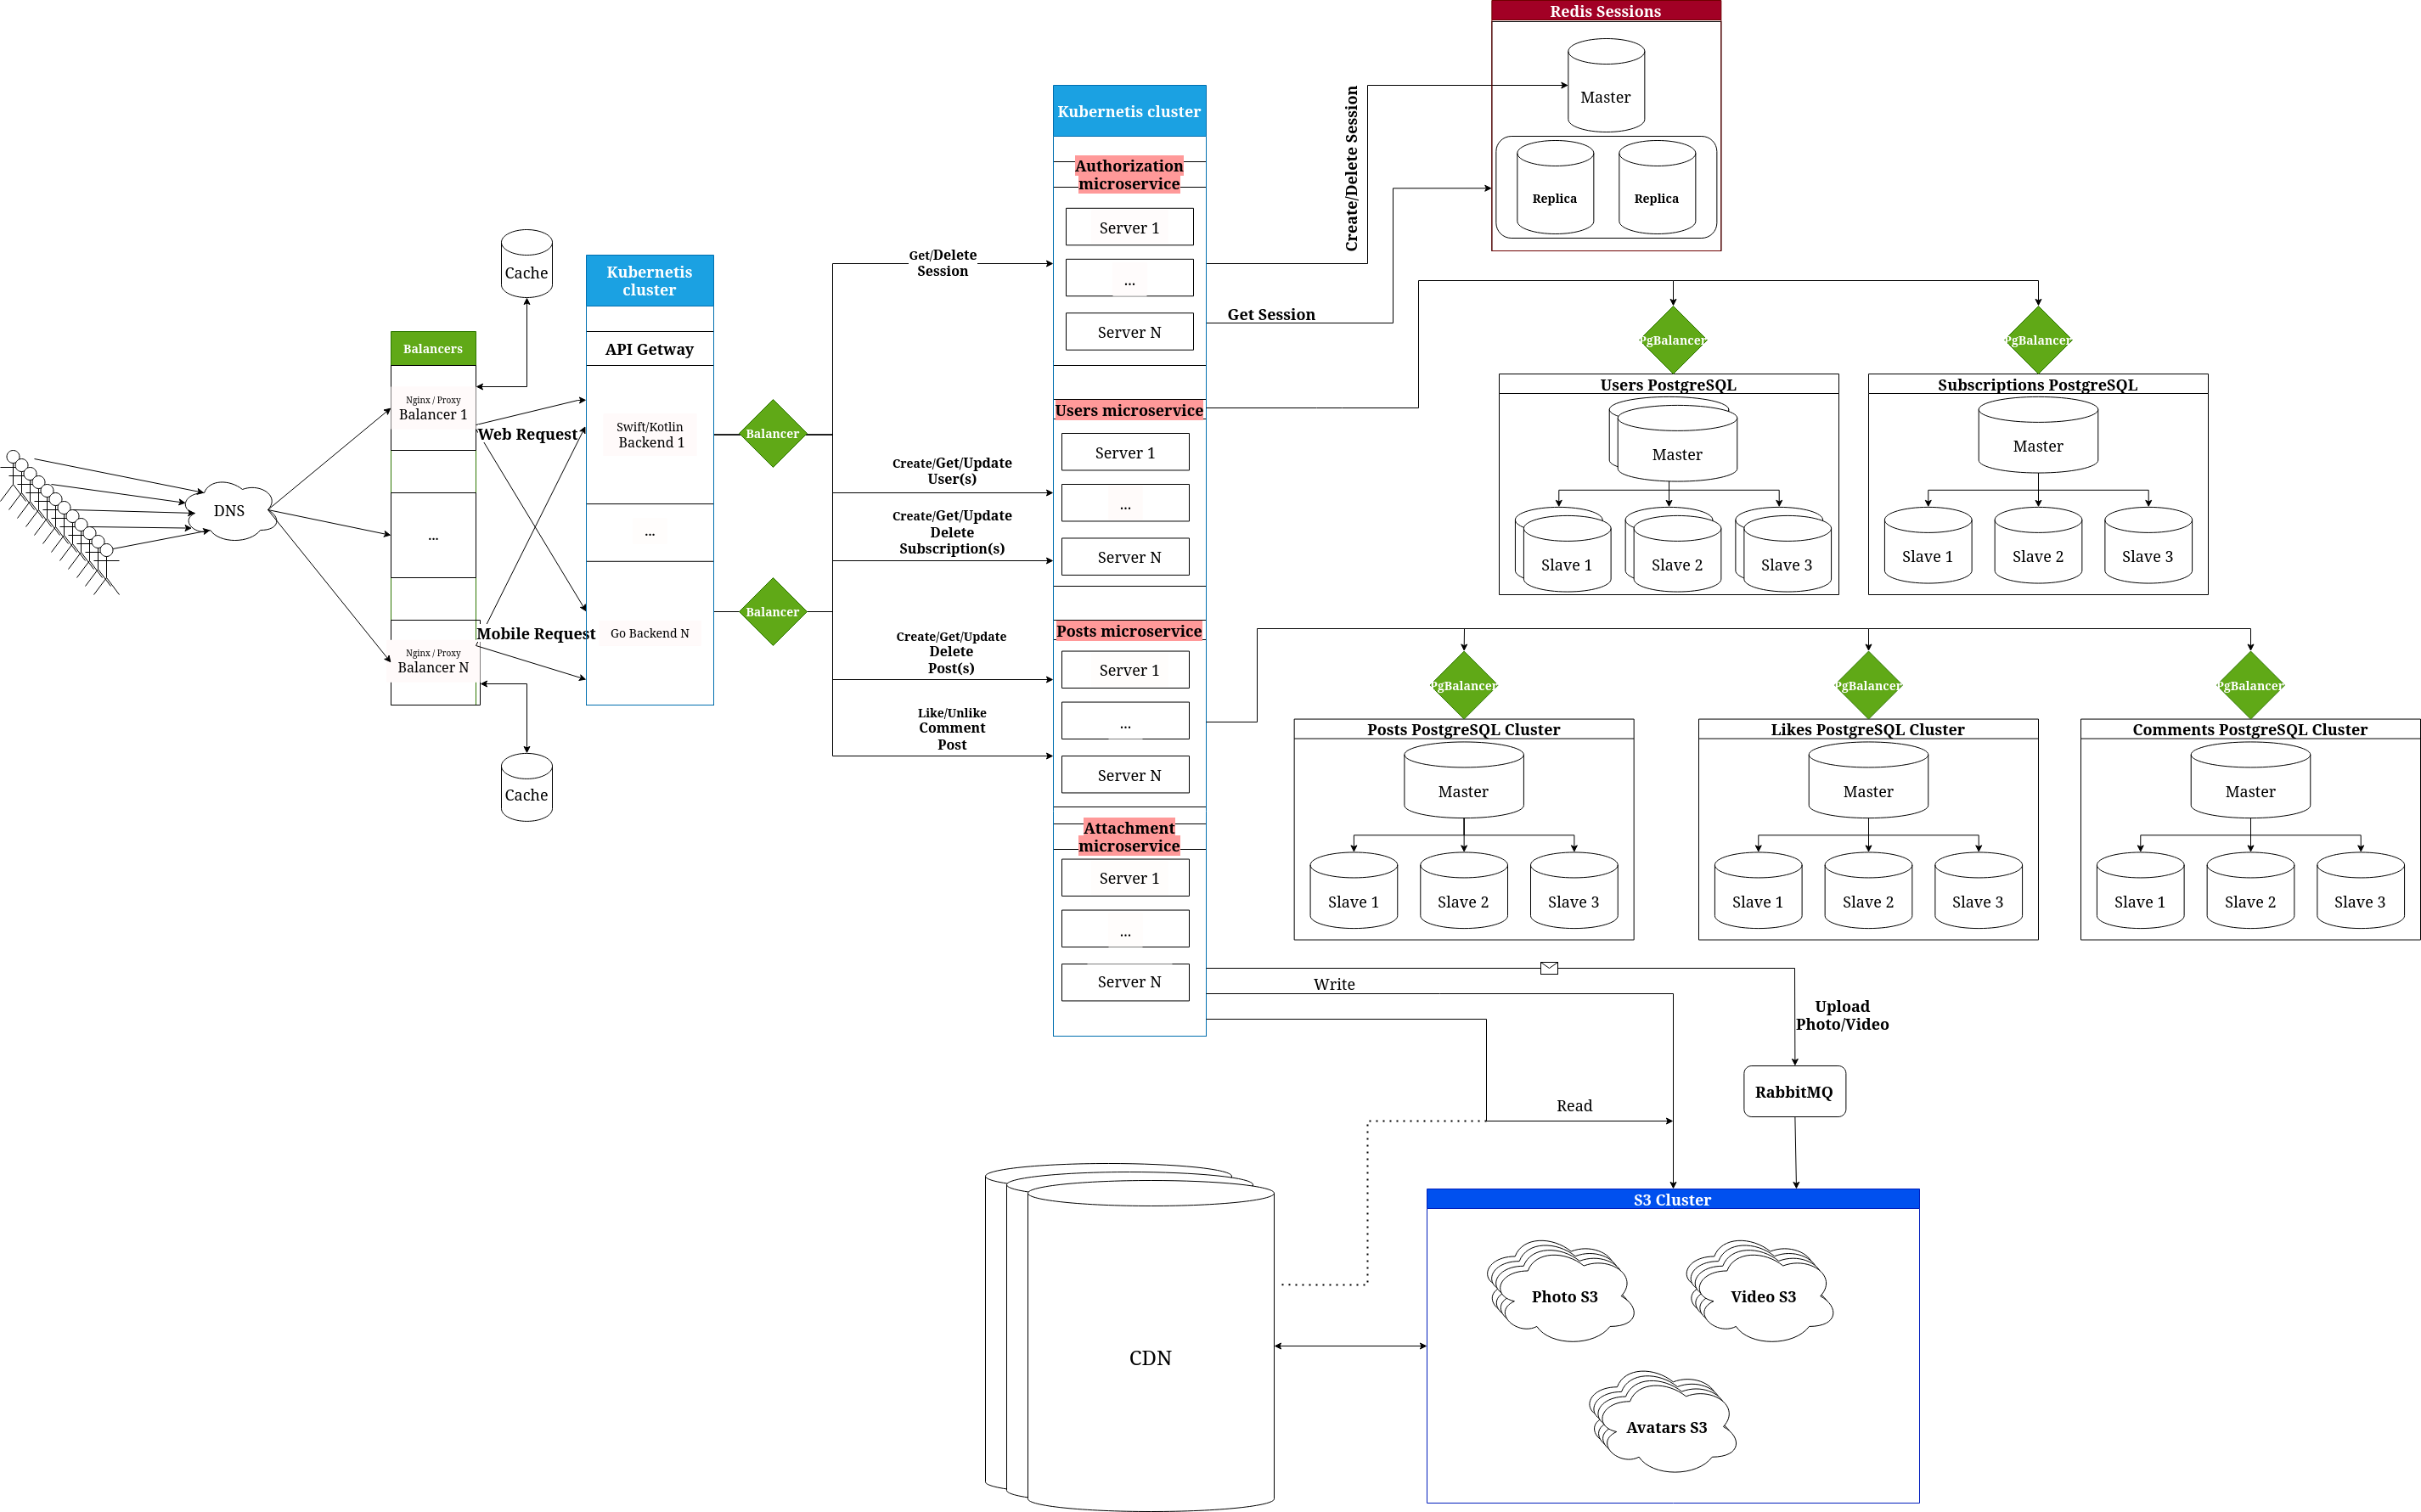 Redis Sessions
Master
Replica
Replica
Create/Delete Session
Get Session
DNS
Balancers
Nginx / Proxy
Balancer 1
...
Nginx / Proxy
Balancer N
Cache
Cache
Web Request
Mobile Request
Kubernetis
cluster
API Getway
Swift/Kotlin
Backend 1
...
Go Backend N
Balancer
Balancer
Get/Delete
Session
Create/Get/Update
User(s)
Create/Get/Update
Delete
Subscription(s)
Create/Get/Update
Delete
Post(s)
Like/Unlike
Comment
Post
Kubernetis cluster
Authorization
microservice
Server 1
...
Server N
Users microservice
Server 1
...
Server N
Posts microservice
Server 1
...
Server N
Attachment
microservice
Server 1
...
Server N
PgBalancer
Users PostgreSQL
Master
Slave 1
Slave 2
Slave 3
PgBalancer
Subscriptions PostgreSQL
Master
Slave 1
Slave 2
Slave 3
PgBalancer
Posts PostgreSQL Cluster
Master
Slave 1
Slave 2
Slave 3
PgBalancer
Likes PostgreSQL Cluster
Master
Slave 1
Slave 2
Slave 3
PgBalancer
Comments PostgreSQL Cluster
Master
Slave 1
Slave 2
Slave 3
Write
Upload
Photo/Video
RabbitMQ
Read
CDN
S3 Cluster
Photo S3
Video S3
Avatars S3